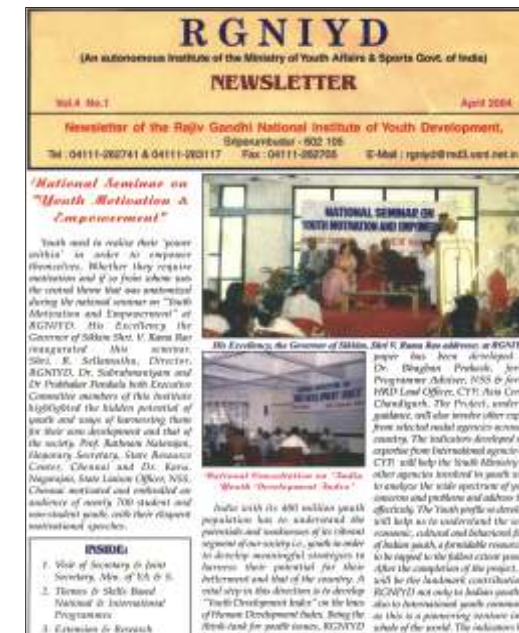 RGNIYD
(An autonomous Institute of the Ministry of Youth Affairs & Sports Govt. of India)
NEWSLETTER
Vol.4 No.1
April 2004
Newsletter of the Rajiv Gandhi National Institute of Youth Development,
Sriperumbudur - 602 105
Tel : 04111-262741 & 04111-263117 Fax : 04111-262705 E-Mail :
"National Seminar on
"Youth Motivation &
Empowerment"
Youth need to realize their 'power
within' in order to empower
themselves. Whether they require
motivation and if so from whom was
the central theme that was
during the national seminar on "Youth
Motivation and Empowerment" at
RGNIYD. His Excellency the
Governor of Sikkim Shri. V. Rama Rao
inaugurated this seminar.
Shri. R. Sellamuthu, Director,
RGNIYD, Dr. Subrahmanyam and
Dr Prabhakar both Executive
Committee members of this Institute
highlighted the hidden potential of
youth and ways of harnessing them
for their own development and that of
the society. Prof. Rathnam Natarajan,
Honorary Secretary, State Resource
Center, Chennai and Dr. Karu.
Nagarajan, State Liaison Officer, NSS,
Chennai motivated and enthralled an
audience of nearly 700 student and
non-student youth, with their eloquent
motivational speeches.
INSIDE:
1. Visit of Secretary & Joint
Secretary, Min. of YA & S.
2. Themes & Skills Based
National & International
Programmes
3. Extension & Research
NATIONAL SEMINAR ON
YOUTH MOTIVATION AND
His Excellency, the Governor of Sikkim, Shri V. Rama Rao addresses at
"National Consultation on "India
Youth Development Index"
India with its 400 million youth
population has to understand the
potentials and weaknesses of its vibrant
segment of our society i.e., youth in order
to develop meaningful strategies to
harness their potential for their
betterment and that of the country. A
vital step in this direction is to develop
"Youth Development Index" on the lines
of Human Development Index. Being the
think-tank for youth issues, RGNIYD
paper has been developed
Dr. Bhagban Prakash,
Programme Adviser, NSS &
HRD Land Officer, CYP, Asia
Chandigarh. The Project, under
guidance, will also involve other
from selected nodal agencies
country. The indicators developed
expertise from International agencies
CYP, will help the Youth Ministry
other agencies involved in youth
to analyze the wide spectrum of
concerns and problems and address
effectively. The Youth profile so
will help us to understand the
economic, cultural and behavioral
of Indian youth, a formidable
to be tapped to the fullest extent
After the completion of the project,
will be the landmark
RGNIYD not only to Indian youth
also to International youth
as this is a pioneering
whole of the world. The indicators